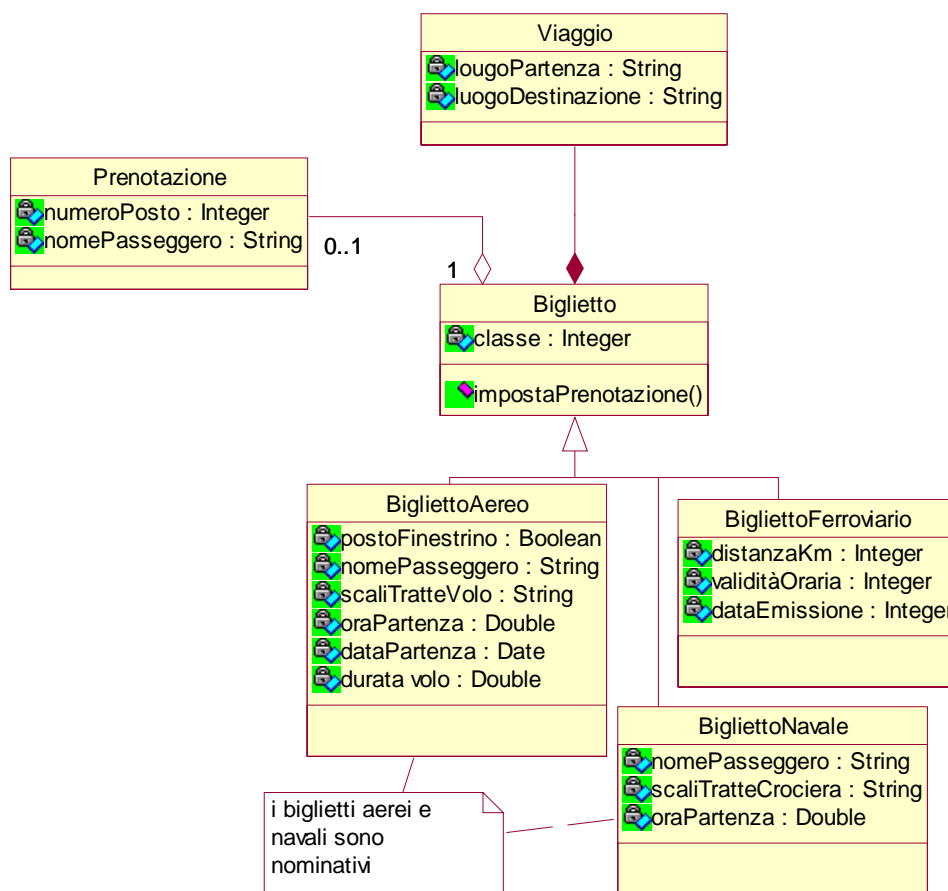 Viaggio
lougoPartenza : String
luogoDestinazione : String
Prenotazione
numeroPosto : Integer
nomePasseggero : String
0..1
1
Biglietto
classe : Integer
impostaPrenotazione()
BigliettoAereo
postoFinestrino : Boolean
nomePasseggero : String
scaliTratteVolo : String
oraPartenza : Double
dataPartenza : Date
durata volo : Double
BigliettoFerroviario
distanzaKm : Integer
validitàOraria : Integer
dataEmissione : Integer
BigliettoNavale
nomePasseggero : String
scaliTratteCrociera : String
oraPartenza : Double
i biglietti aerei e
navali sono
nominativi